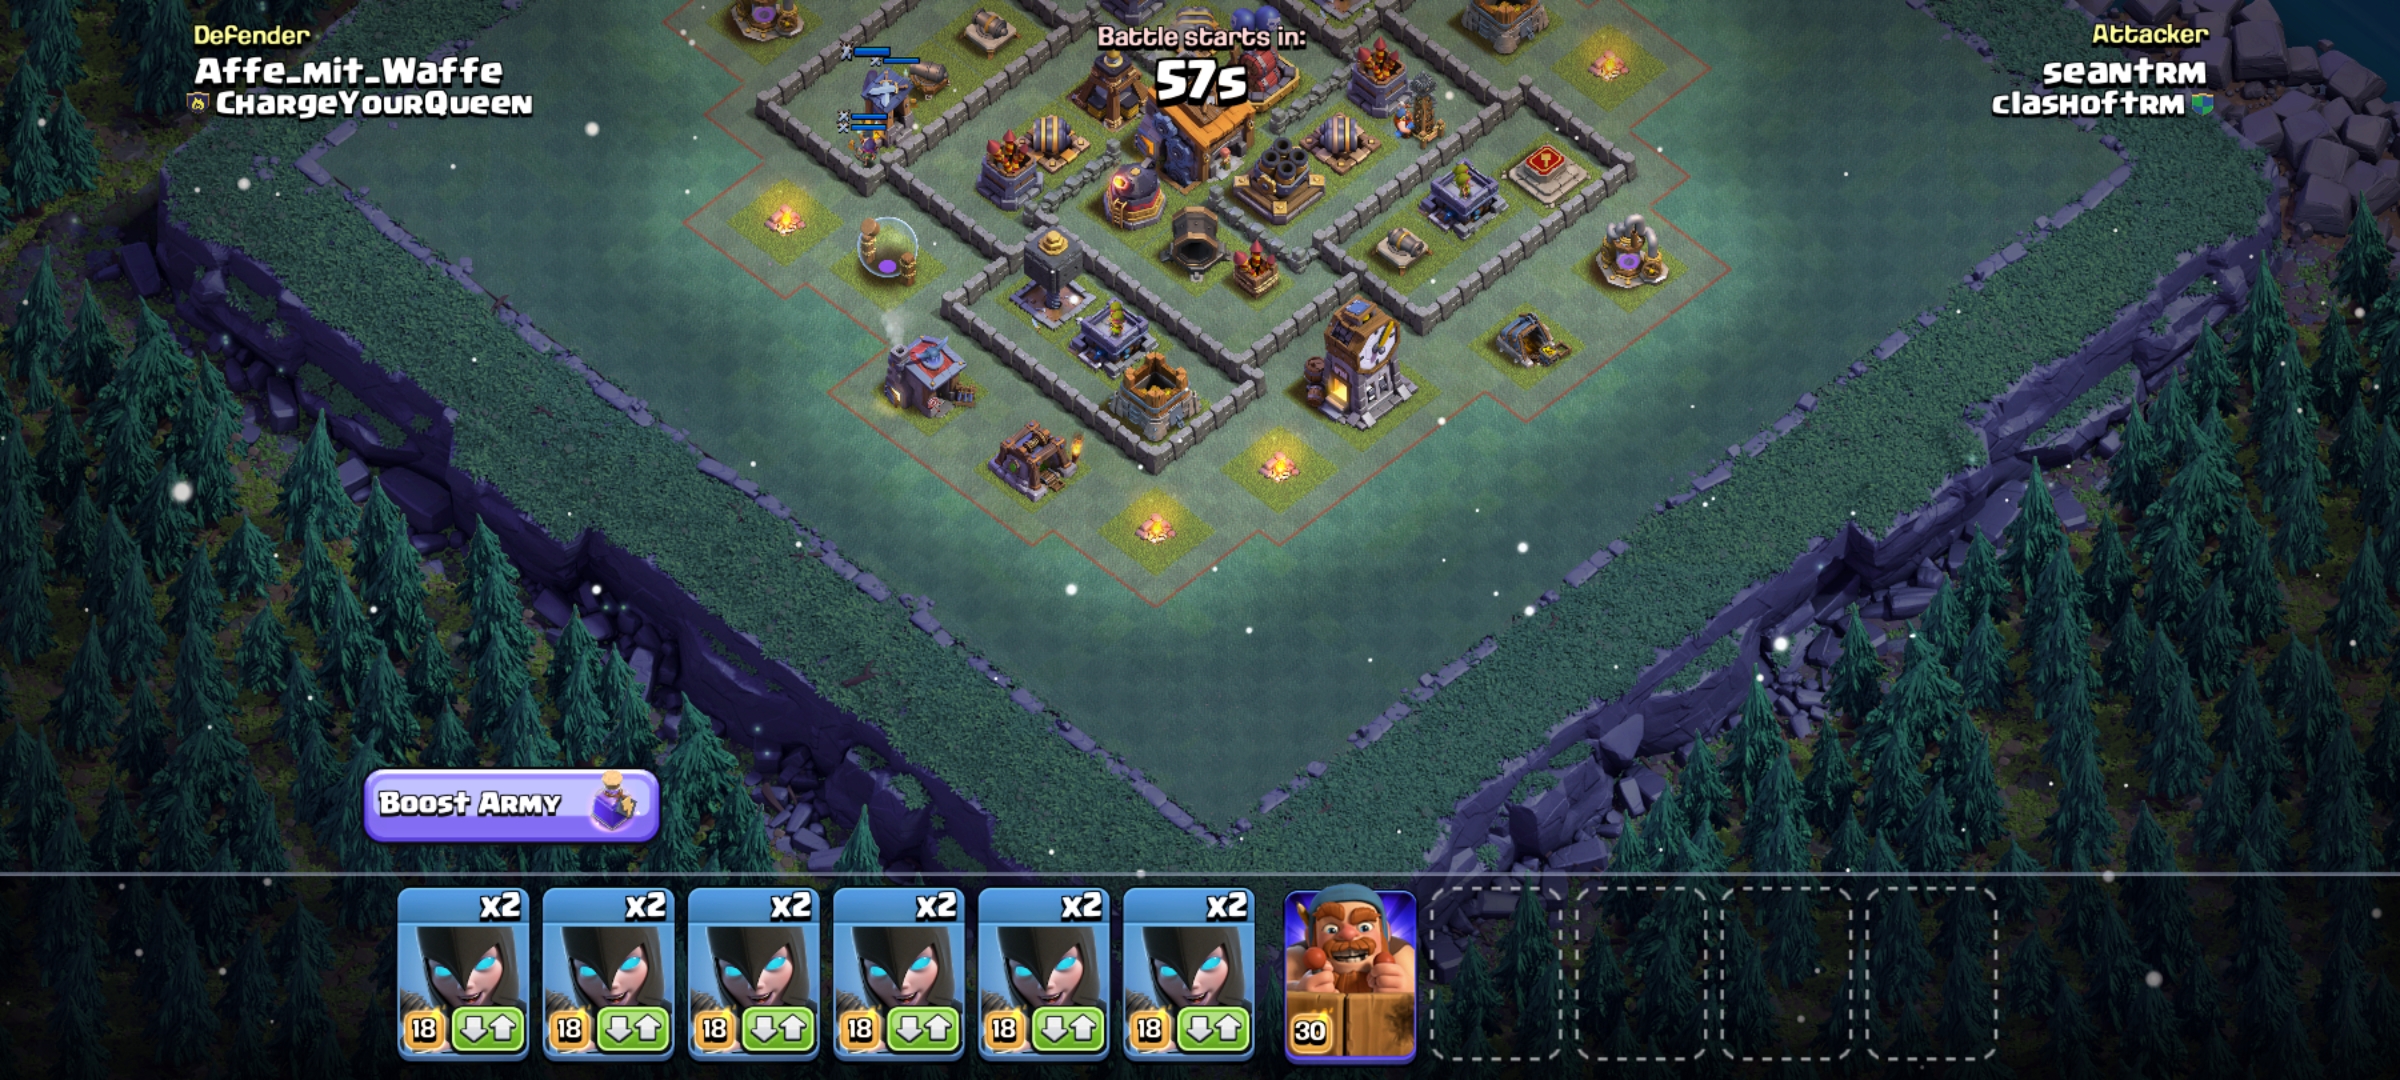 Defender
Affe_mit_Waffe
ChargeYourQueen
Battle starts in:
57s
Attacker
seantRM
clashoftRM
Boost Army
x2
x2
x2
x2
x2
x2
18
18
18
18
18
18
30